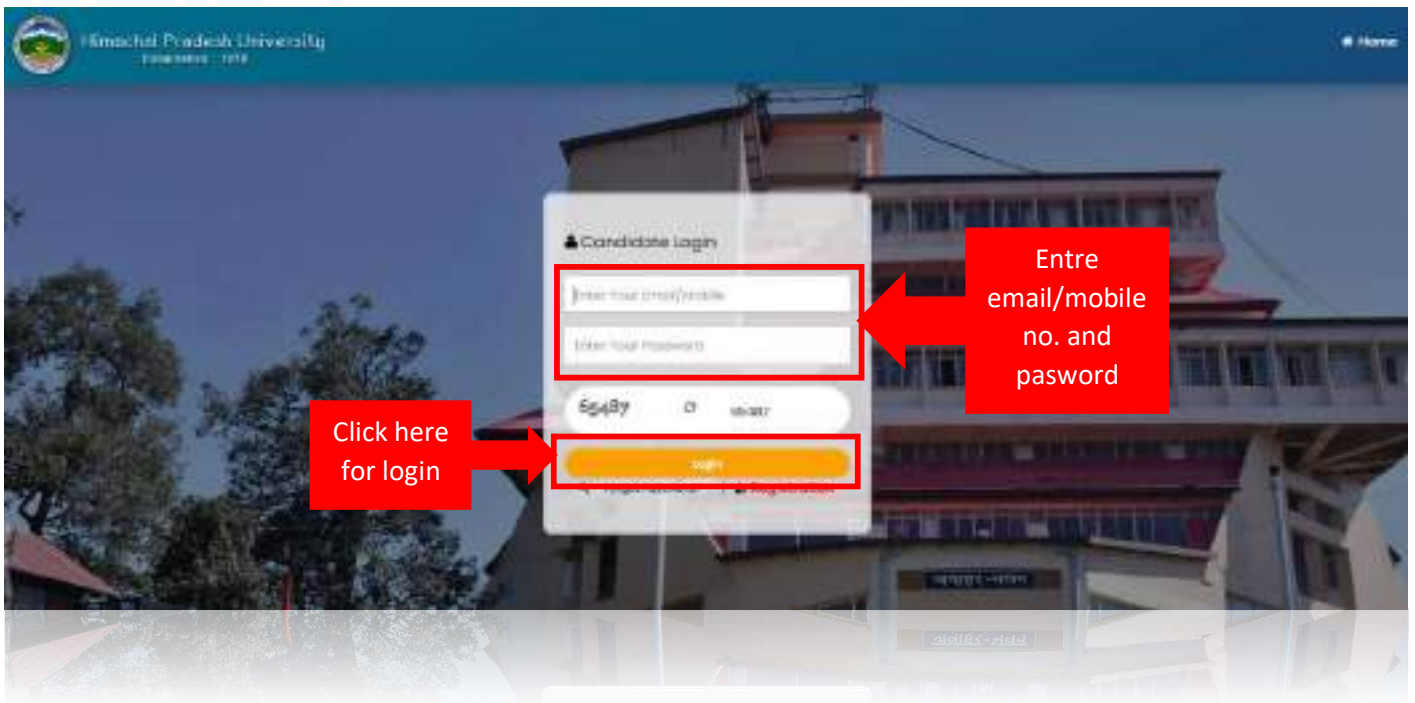 Himachal Pradesh University
Home
Candidate Login
Enter Your Email/Mobile
Enter Your Password
65487
Login
Registration
Entre
email/mobile
no. and
pasword
Click here
for login